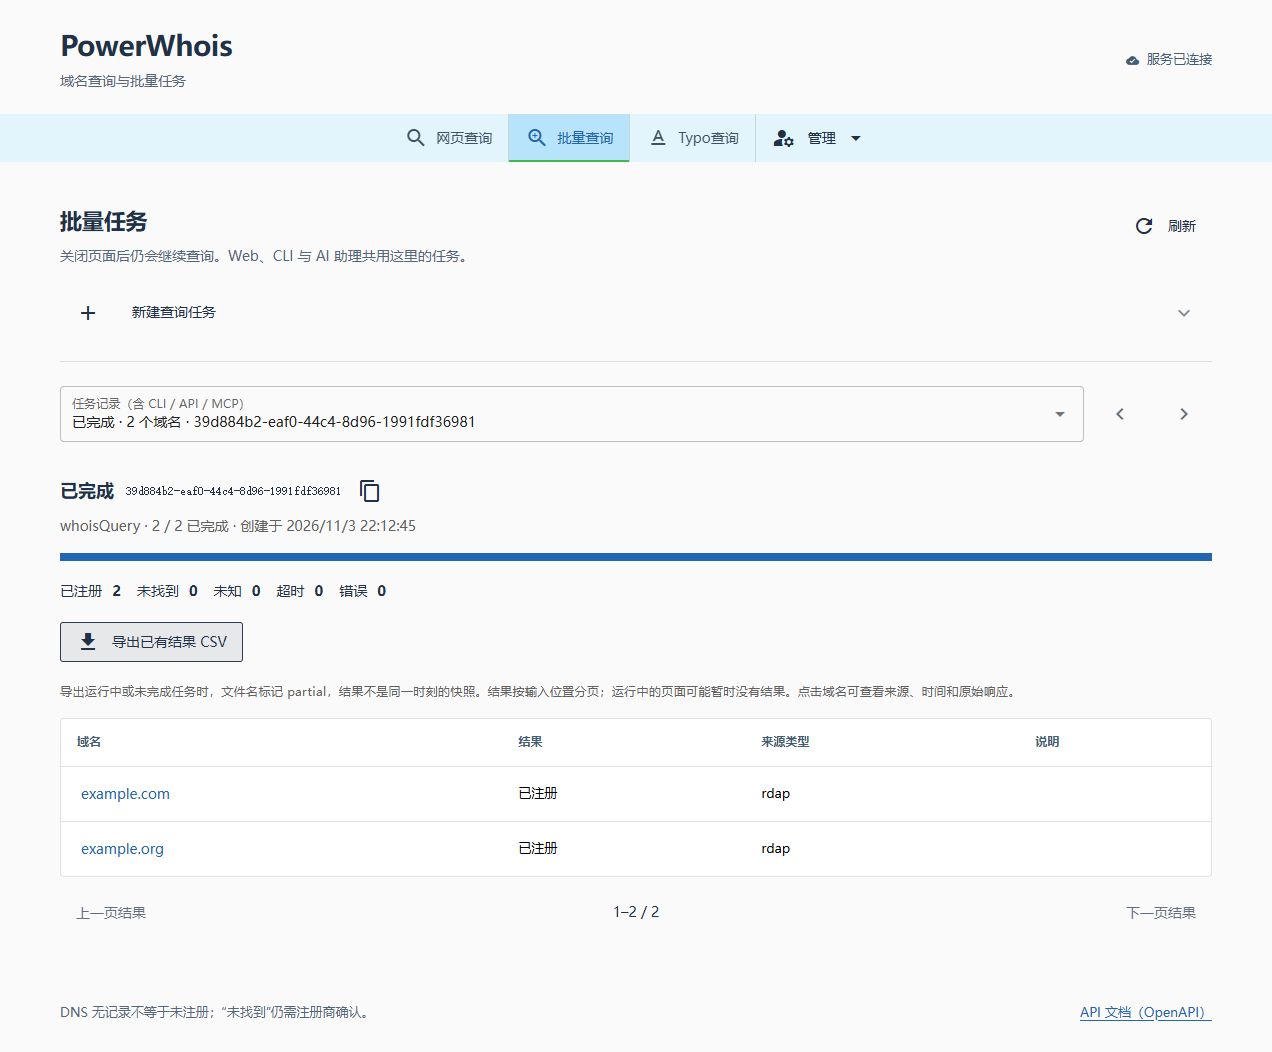 PowerWhois
域名查询与批量任务
服务已连接
网页查询 批量查询 Typo查询 管理
批量任务
刷新
关闭页面后仍会继续查询。Web、CLI 与 AI 助理共用这里的任务。
新建查询任务
任务记录（含 CLI / API / MCP）
已完成 · 2 个域名 · 39d884b2-eaf0-44c4-8d96-1991fdf36981
已完成 39d884b2-eaf0-44c4-8d96-1991fdf36981
whoisQuery · 2 / 2 已完成 · 创建于 2026/11/3 22:12:45
已注册 2 未找到 0 未知 0 超时 0 错误 0
导出已有结果 CSV
导出运行中或未完成任务时，文件名标记 partial，结果不是同一时刻的快照。结果按输入位置分页；运行中的页面可能暂时没有结果。点击域名可查看来源、时间和原始响应。
域名 结果 来源类型 说明
example.com 已注册 rdap
example.org 已注册 rdap
上一页结果 1–2 / 2 下一页结果
DNS 无记录不等于未注册；“未找到”仍需注册商确认。
API 文档（OpenAPI）